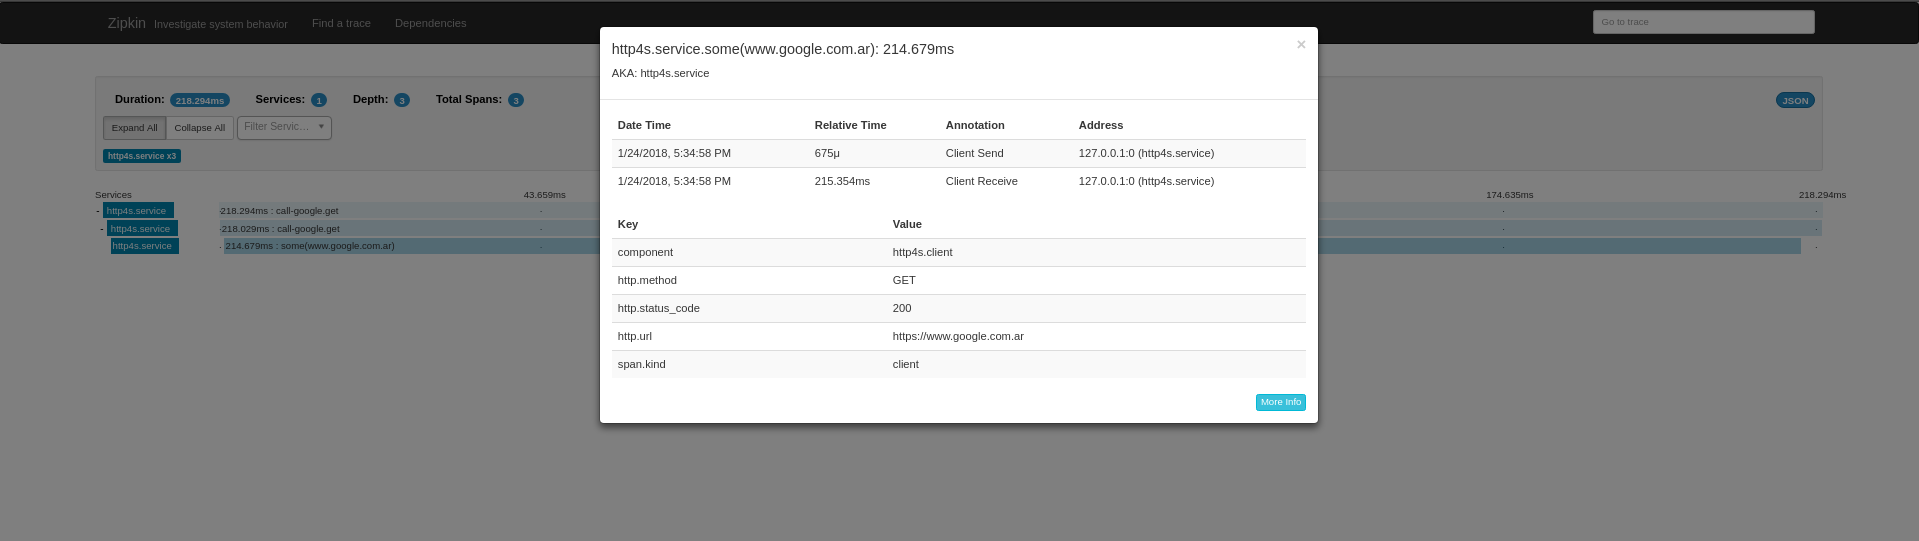 Zipkin Investigate system behavior Find a trace Dependencies Go to trace
http4s.service.some(www.google.com.ar): 214.679ms ×
AKA: http4s.service
Duration: 218.294ms Services: 1 Depth: 3 Total Spans: 3 JSON
Expand All Collapse All Filter Servic...
http4s.service x3
Date Time Relative Time Annotation Address
1/24/2018, 5:34:58 PM 675μ Client Send 127.0.0.1:0 (http4s.service)
1/24/2018, 5:34:58 PM 215.354ms Client Receive 127.0.0.1:0 (http4s.service)
Services 43.659ms 174.635ms 218.294ms
- http4s.service 218.294ms : call-google.get
- http4s.service 218.029ms : call-google.get
http4s.service 214.679ms : some(www.google.com.ar)
Key Value
component http4s.client
http.method GET
http.status_code 200
http.url https://www.google.com.ar
span.kind client
More Info